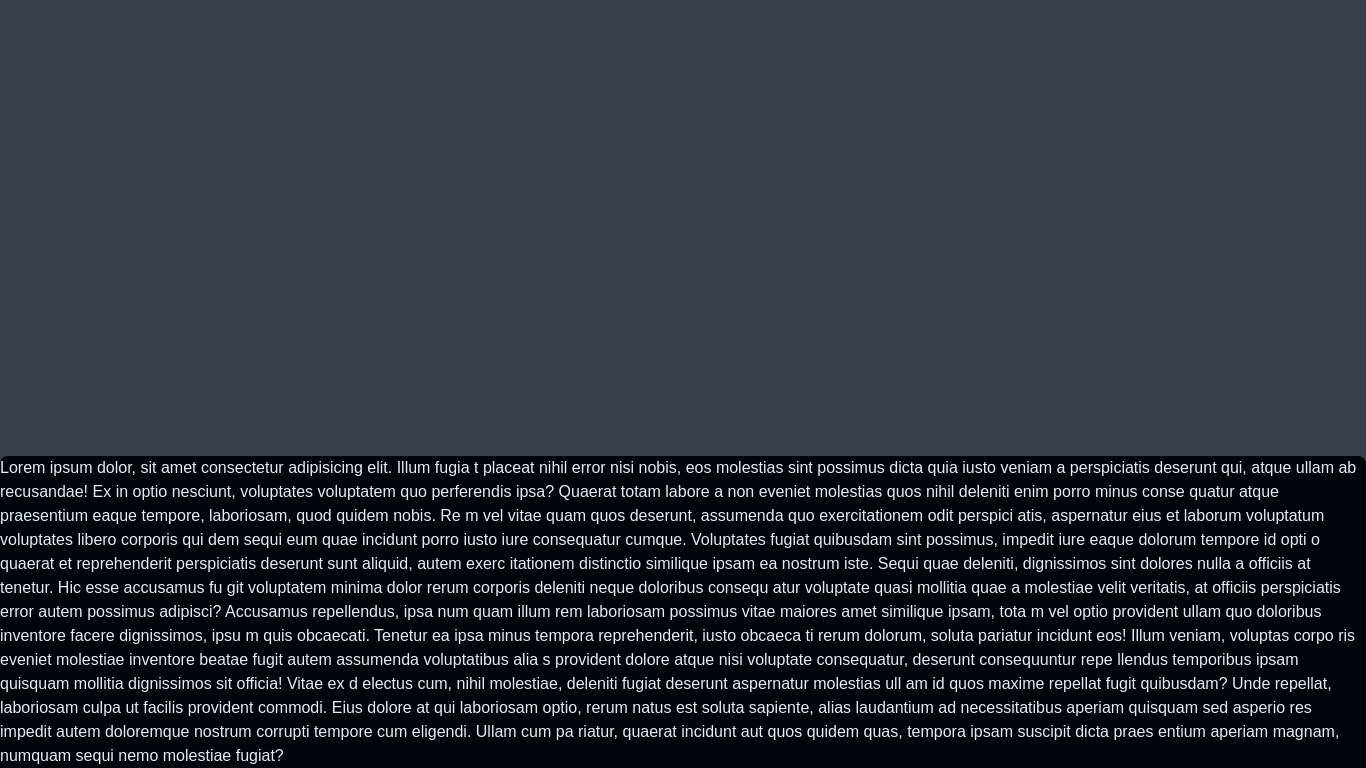 Lorem ipsum dolor, sit amet consectetur adipisicing elit. Illum fugia t placeat nihil error nisi nobis, eos molestias sint possimus dicta quia iusto veniam a perspiciatis deserunt qui, atque ullam ab
recusandae! Ex in optio nesciunt, voluptates voluptatem quo perferendis ipsa? Quaerat totam labore a non eveniet molestias quos nihil deleniti enim porro minus conse quatur atque
praesentium eaque tempore, laboriosam, quod quidem nobis. Re m vel vitae quam quos deserunt, assumenda quo exercitationem odit perspici atis, aspernatur eius et laborum voluptatum
voluptates libero corporis qui dem sequi eum quae incidunt porro iusto iure consequatur cumque. Voluptates fugiat quibusdam sint possimus, impedit iure eaque dolorum tempore id opti o
quaerat et reprehenderit perspiciatis deserunt sunt aliquid, autem exerc itationem distinctio similique ipsam ea nostrum iste. Sequi quae deleniti, dignissimos sint dolores nulla a officiis at
tenetur. Hic esse accusamus fu git voluptatem minima dolor rerum corporis deleniti neque doloribus consequ atur voluptate quasi mollitia quae a molestiae velit veritatis, at officiis perspiciatis
error autem possimus adipisci? Accusamus repellendus, ipsa num quam illum rem laboriosam possimus vitae maiores amet similique ipsam, tota m vel optio provident ullam quo doloribus
inventore facere dignissimos, ipsu m quis obcaecati. Tenetur ea ipsa minus tempora reprehenderit, iusto obcaeca ti rerum dolorum, soluta pariatur incidunt eos! Illum veniam, voluptas corpo ris
eveniet molestiae inventore beatae fugit autem assumenda voluptatibus alia s provident dolore atque nisi voluptate consequatur, deserunt consequuntur repe llendus temporibus ipsam
quisquam mollitia dignissimos sit officia! Vitae ex d electus cum, nihil molestiae, deleniti fugiat deserunt aspernatur molestias ull am id quos maxime repellat fugit quibusdam? Unde repellat,
laboriosam culpa ut facilis provident commodi. Eius dolore at qui laboriosam optio, rerum natus est soluta sapiente, alias laudantium ad necessitatibus aperiam quisquam sed asperio res
impedit autem doloremque nostrum corrupti tempore cum eligendi. Ullam cum pa riatur, quaerat incidunt aut quos quidem quas, tempora ipsam suscipit dicta praes entium aperiam magnam,
numquam sequi nemo molestiae fugiat?